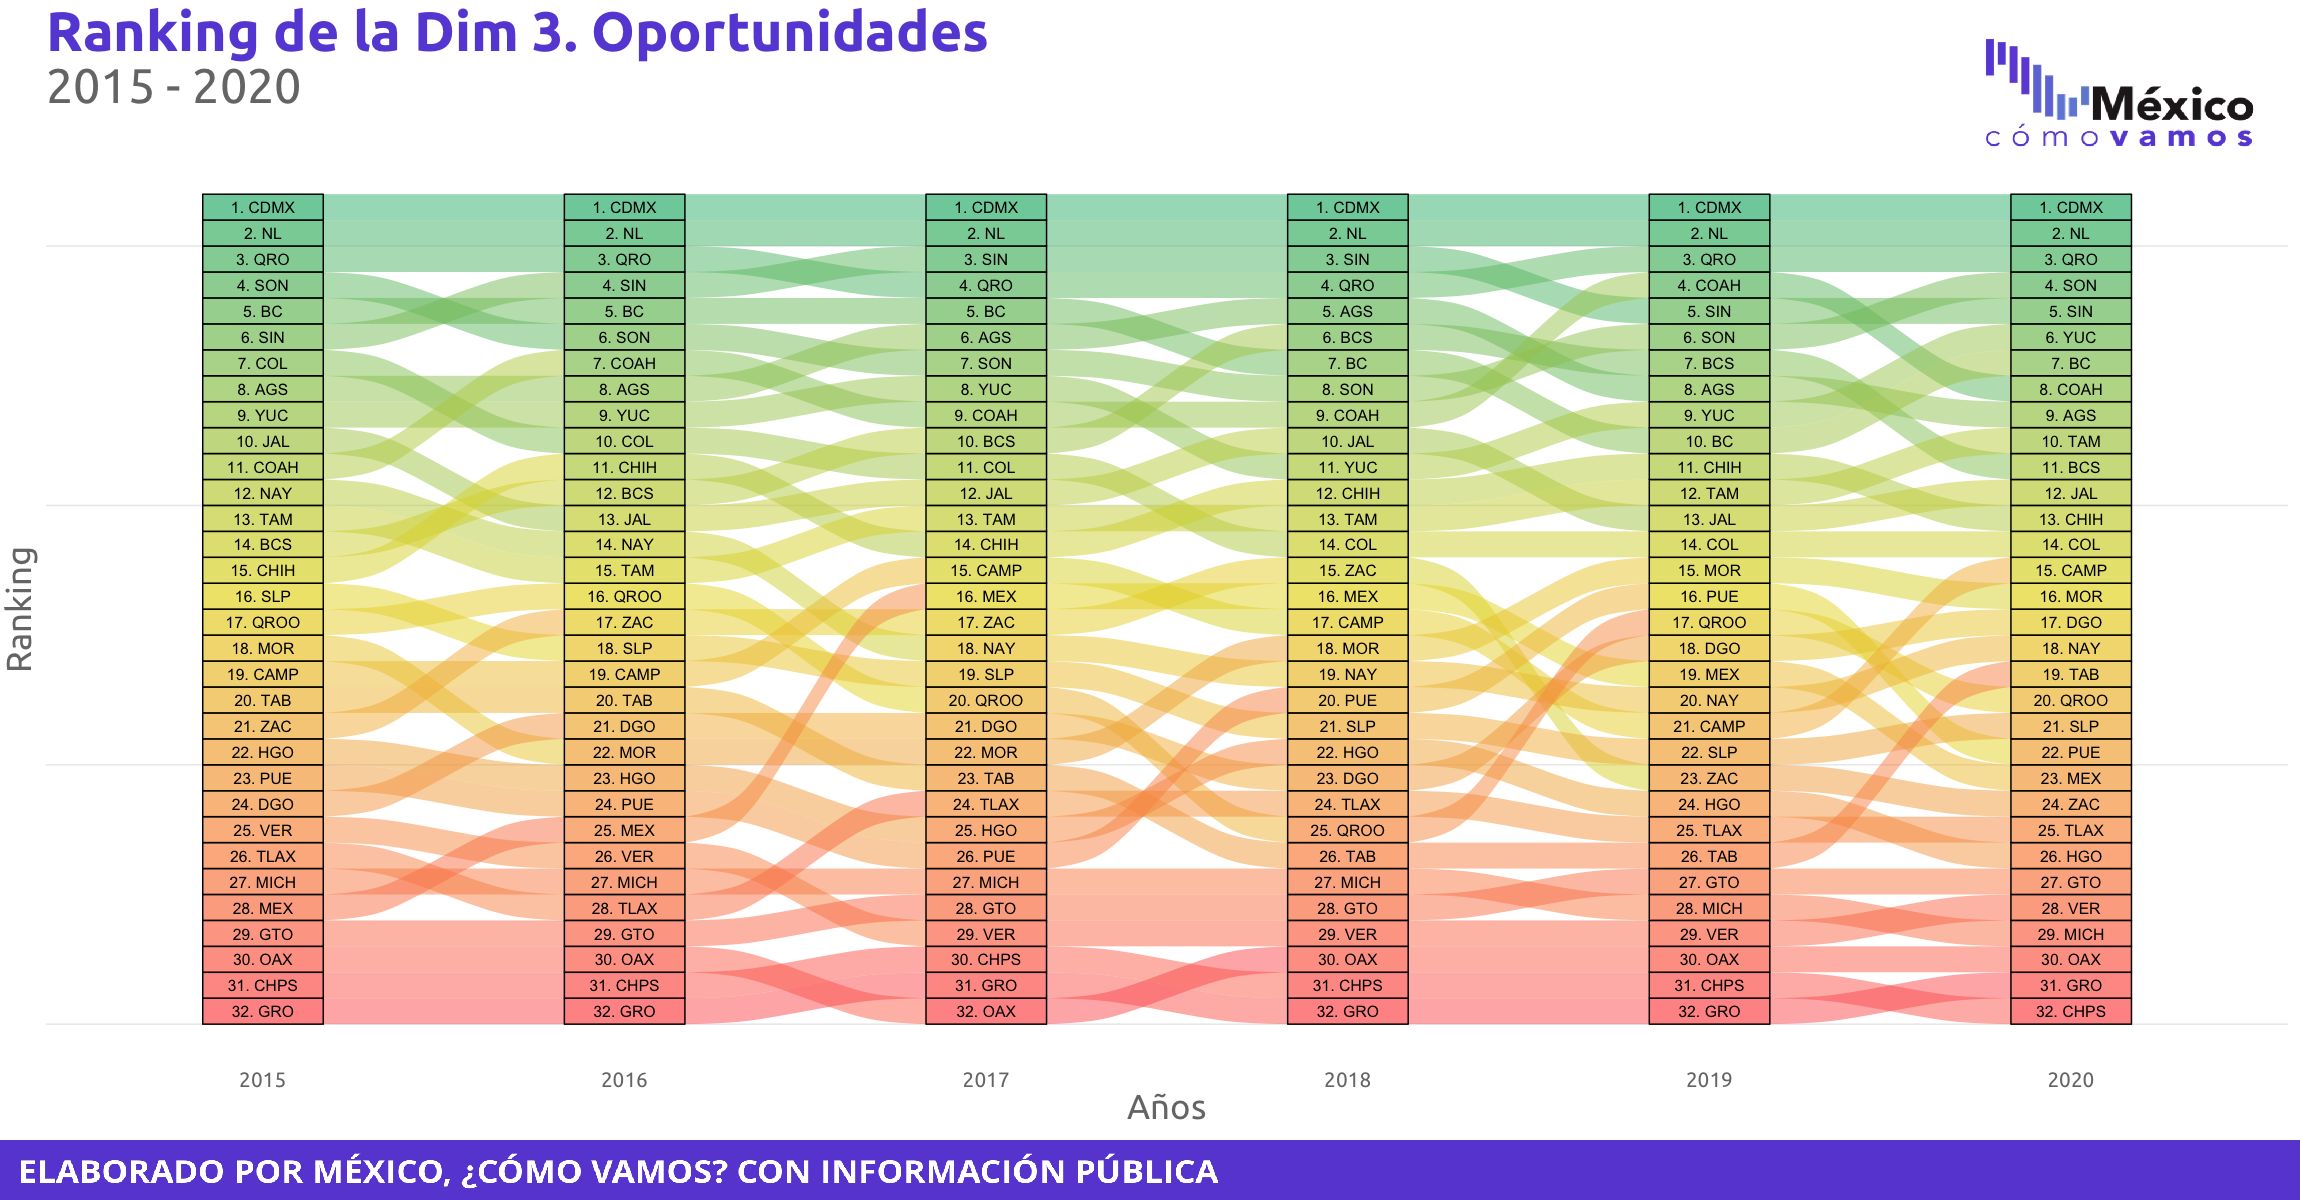 Ranking de la Dim 3. Oportunidades
2015 - 2020
México
cómovamos
1. CDMX 1. CDMX 1. CDMX 1. CDMX 1. CDMX 1. CDMX
2. NL 2. NL 2. NL 2. NL 2. NL 2. NL
3. QRO 3. QRO 3. SIN 3. SIN 3. QRO 3. QRO
4. SON 4. SIN 4. QRO 4. QRO 4. COAH 4. SON
5. BC 5. BC 5. BC 5. AGS 5. SIN 5. SIN
6. SIN 6. SON 6. AGS 6. BCS 6. SON 6. YUC
7. COL 7. COAH 7. SON 7. BC 7. BCS 7. BC
8. AGS 8. AGS 8. YUC 8. SON 8. AGS 8. COAH
9. YUC 9. YUC 9. COAH 9. COAH 9. YUC 9. AGS
10. JAL 10. COL 10. BCS 10. JAL 10. BC 10. TAM
11. COAH 11. CHIH 11. COL 11. YUC 11. CHIH 11. BCS
12. NAY 12. BCS 12. JAL 12. CHIH 12. TAM 12. JAL
13. TAM 13. JAL 13. TAM 13. TAM 13. JAL 13. CHIH
14. BCS 14. NAY 14. CHIH 14. COL 14. COL 14. COL
15. CHIH 15. TAM 15. CAMP 15. ZAC 15. MOR 15. CAMP
16. SLP 16. QROO 16. MEX 16. MEX 16. PUE 16. MOR
17. QROO 17. ZAC 17. ZAC 17. CAMP 17. QROO 17. DGO
18. MOR 18. SLP 18. NAY 18. MOR 18. DGO 18. NAY
19. CAMP 19. CAMP 19. SLP 19. NAY 19. MEX 19. TAB
20. TAB 20. TAB 20. QROO 20. PUE 20. NAY 20. QROO
21. ZAC 21. DGO 21. DGO 21. SLP 21. CAMP 21. SLP
22. HGO 22. MOR 22. MOR 22. HGO 22. SLP 22. PUE
23. PUE 23. HGO 23. TAB 23. DGO 23. ZAC 23. MEX
24. DGO 24. PUE 24. TLAX 24. TLAX 24. HGO 24. ZAC
25. VER 25. MEX 25. HGO 25. QROO 25. TLAX 25. TLAX
26. TLAX 26. VER 26. PUE 26. TAB 26. TAB 26. HGO
27. MICH 27. MICH 27. MICH 27. MICH 27. GTO 27. GTO
28. MEX 28. TLAX 28. GTO 28. GTO 28. MICH 28. VER
29. GTO 29. GTO 29. VER 29. VER 29. VER 29. MICH
30. OAX 30. OAX 30. CHPS 30. OAX 30. OAX 30. OAX
31. CHPS 31. CHPS 31. GRO 31. CHPS 31. CHPS 31. GRO
32. GRO 32. GRO 32. OAX 32. GRO 32. GRO 32. CHPS
Ranking
2015 2016 2017 2018 2019 2020
Años
ELABORADO POR MÉXICO, ¿CÓMO VAMOS? CON INFORMACIÓN PÚBLICA